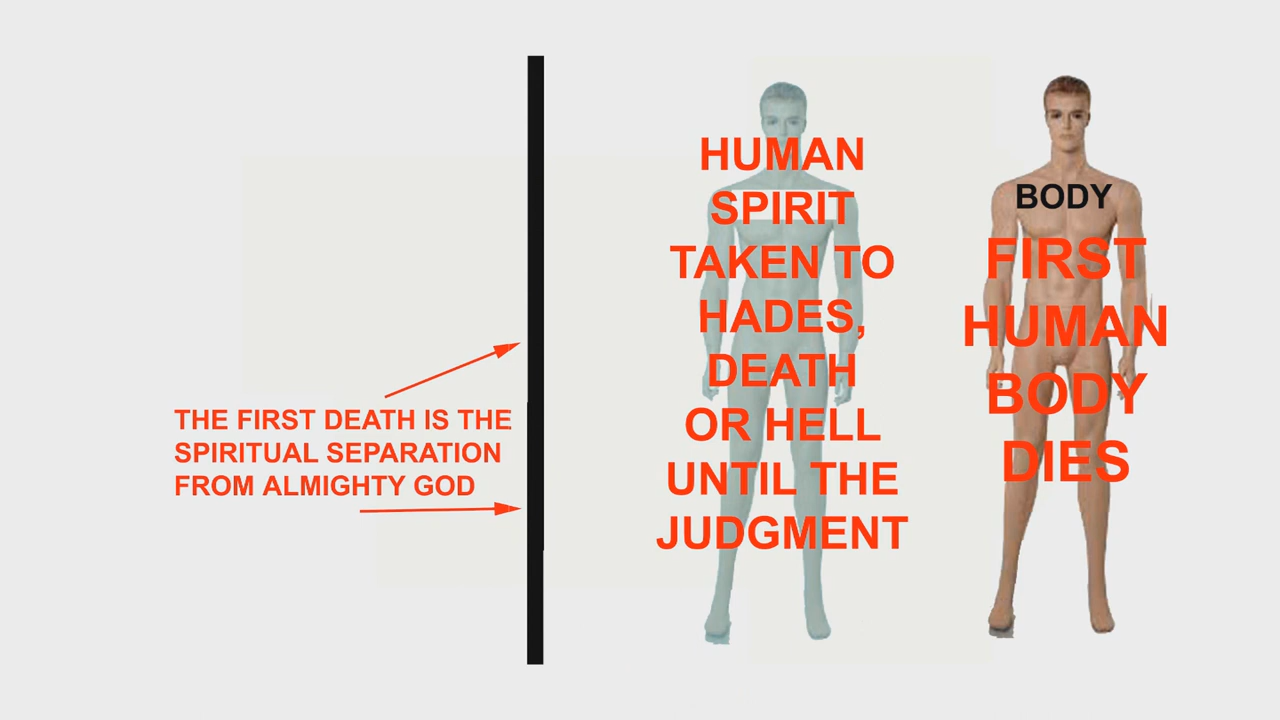 THE FIRST DEATH IS THE
SPIRITUAL SEPARATION
FROM ALMIGHTY GOD
HUMAN
SPIRIT
TAKEN TO
HADES,
DEATH
OR HELL
UNTIL THE
JUDGMENT
BODY
FIRST
HUMAN
BODY
DIES